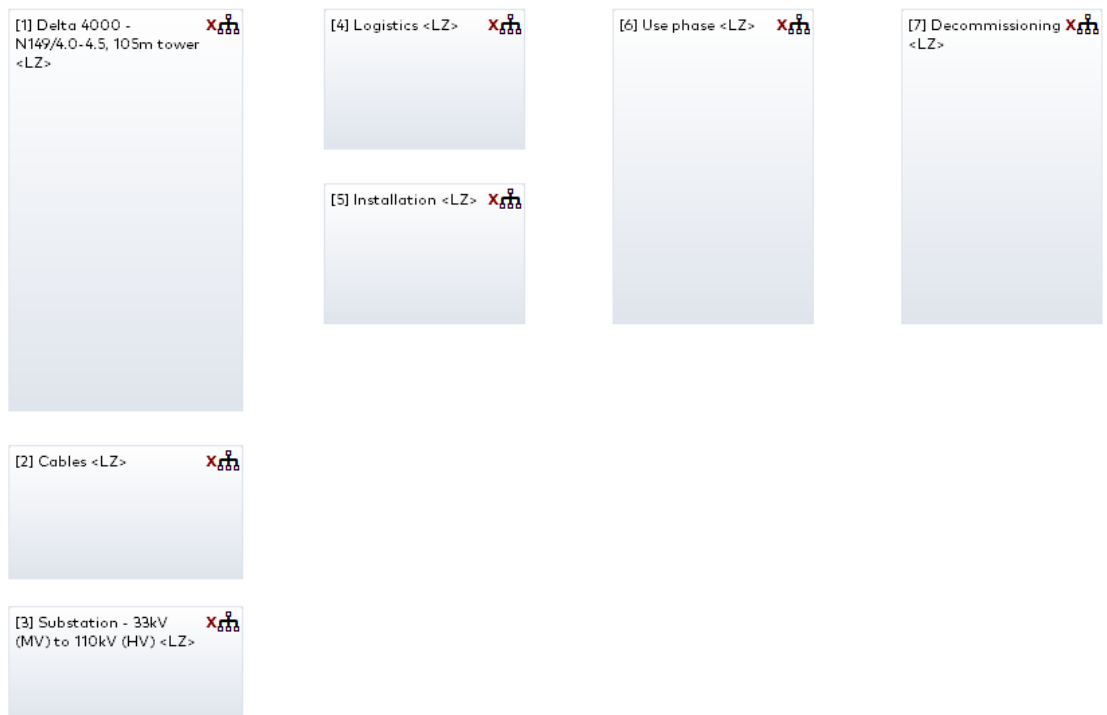 [1] Delta 4000 -
N149/4.0-4.5, 105m tower
<LZ>
X
[2] Cables <LZ>
X
[3] Substation - 33kV
(MV) to 110kV (HV) <LZ>
X
[4] Logistics <LZ>
X
[5] Installation <LZ>
X
[6] Use phase <LZ>
X
[7] Decommissioning
<LZ>
X